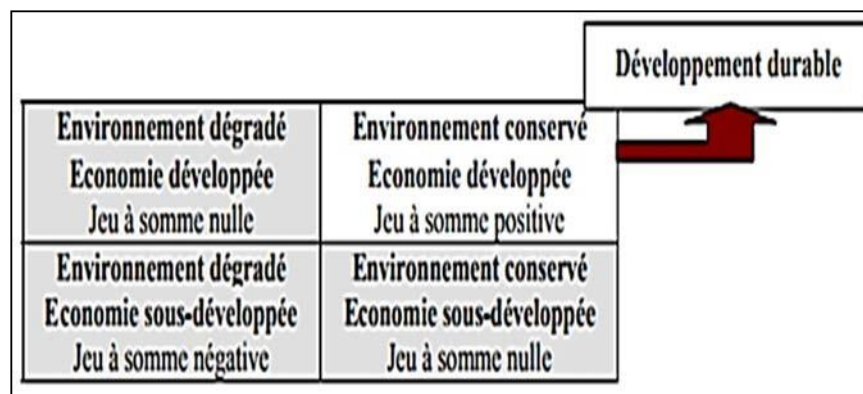 Développement durable
Environnement dégradé
Economie développée
Jeu à somme nulle
Environnement conservé
Economie développée
Jeu à somme positive
Environnement dégradé
Economie sous-développée
Jeu à somme négative
Environnement conservé
Economie sous-développée
Jeu à somme nulle